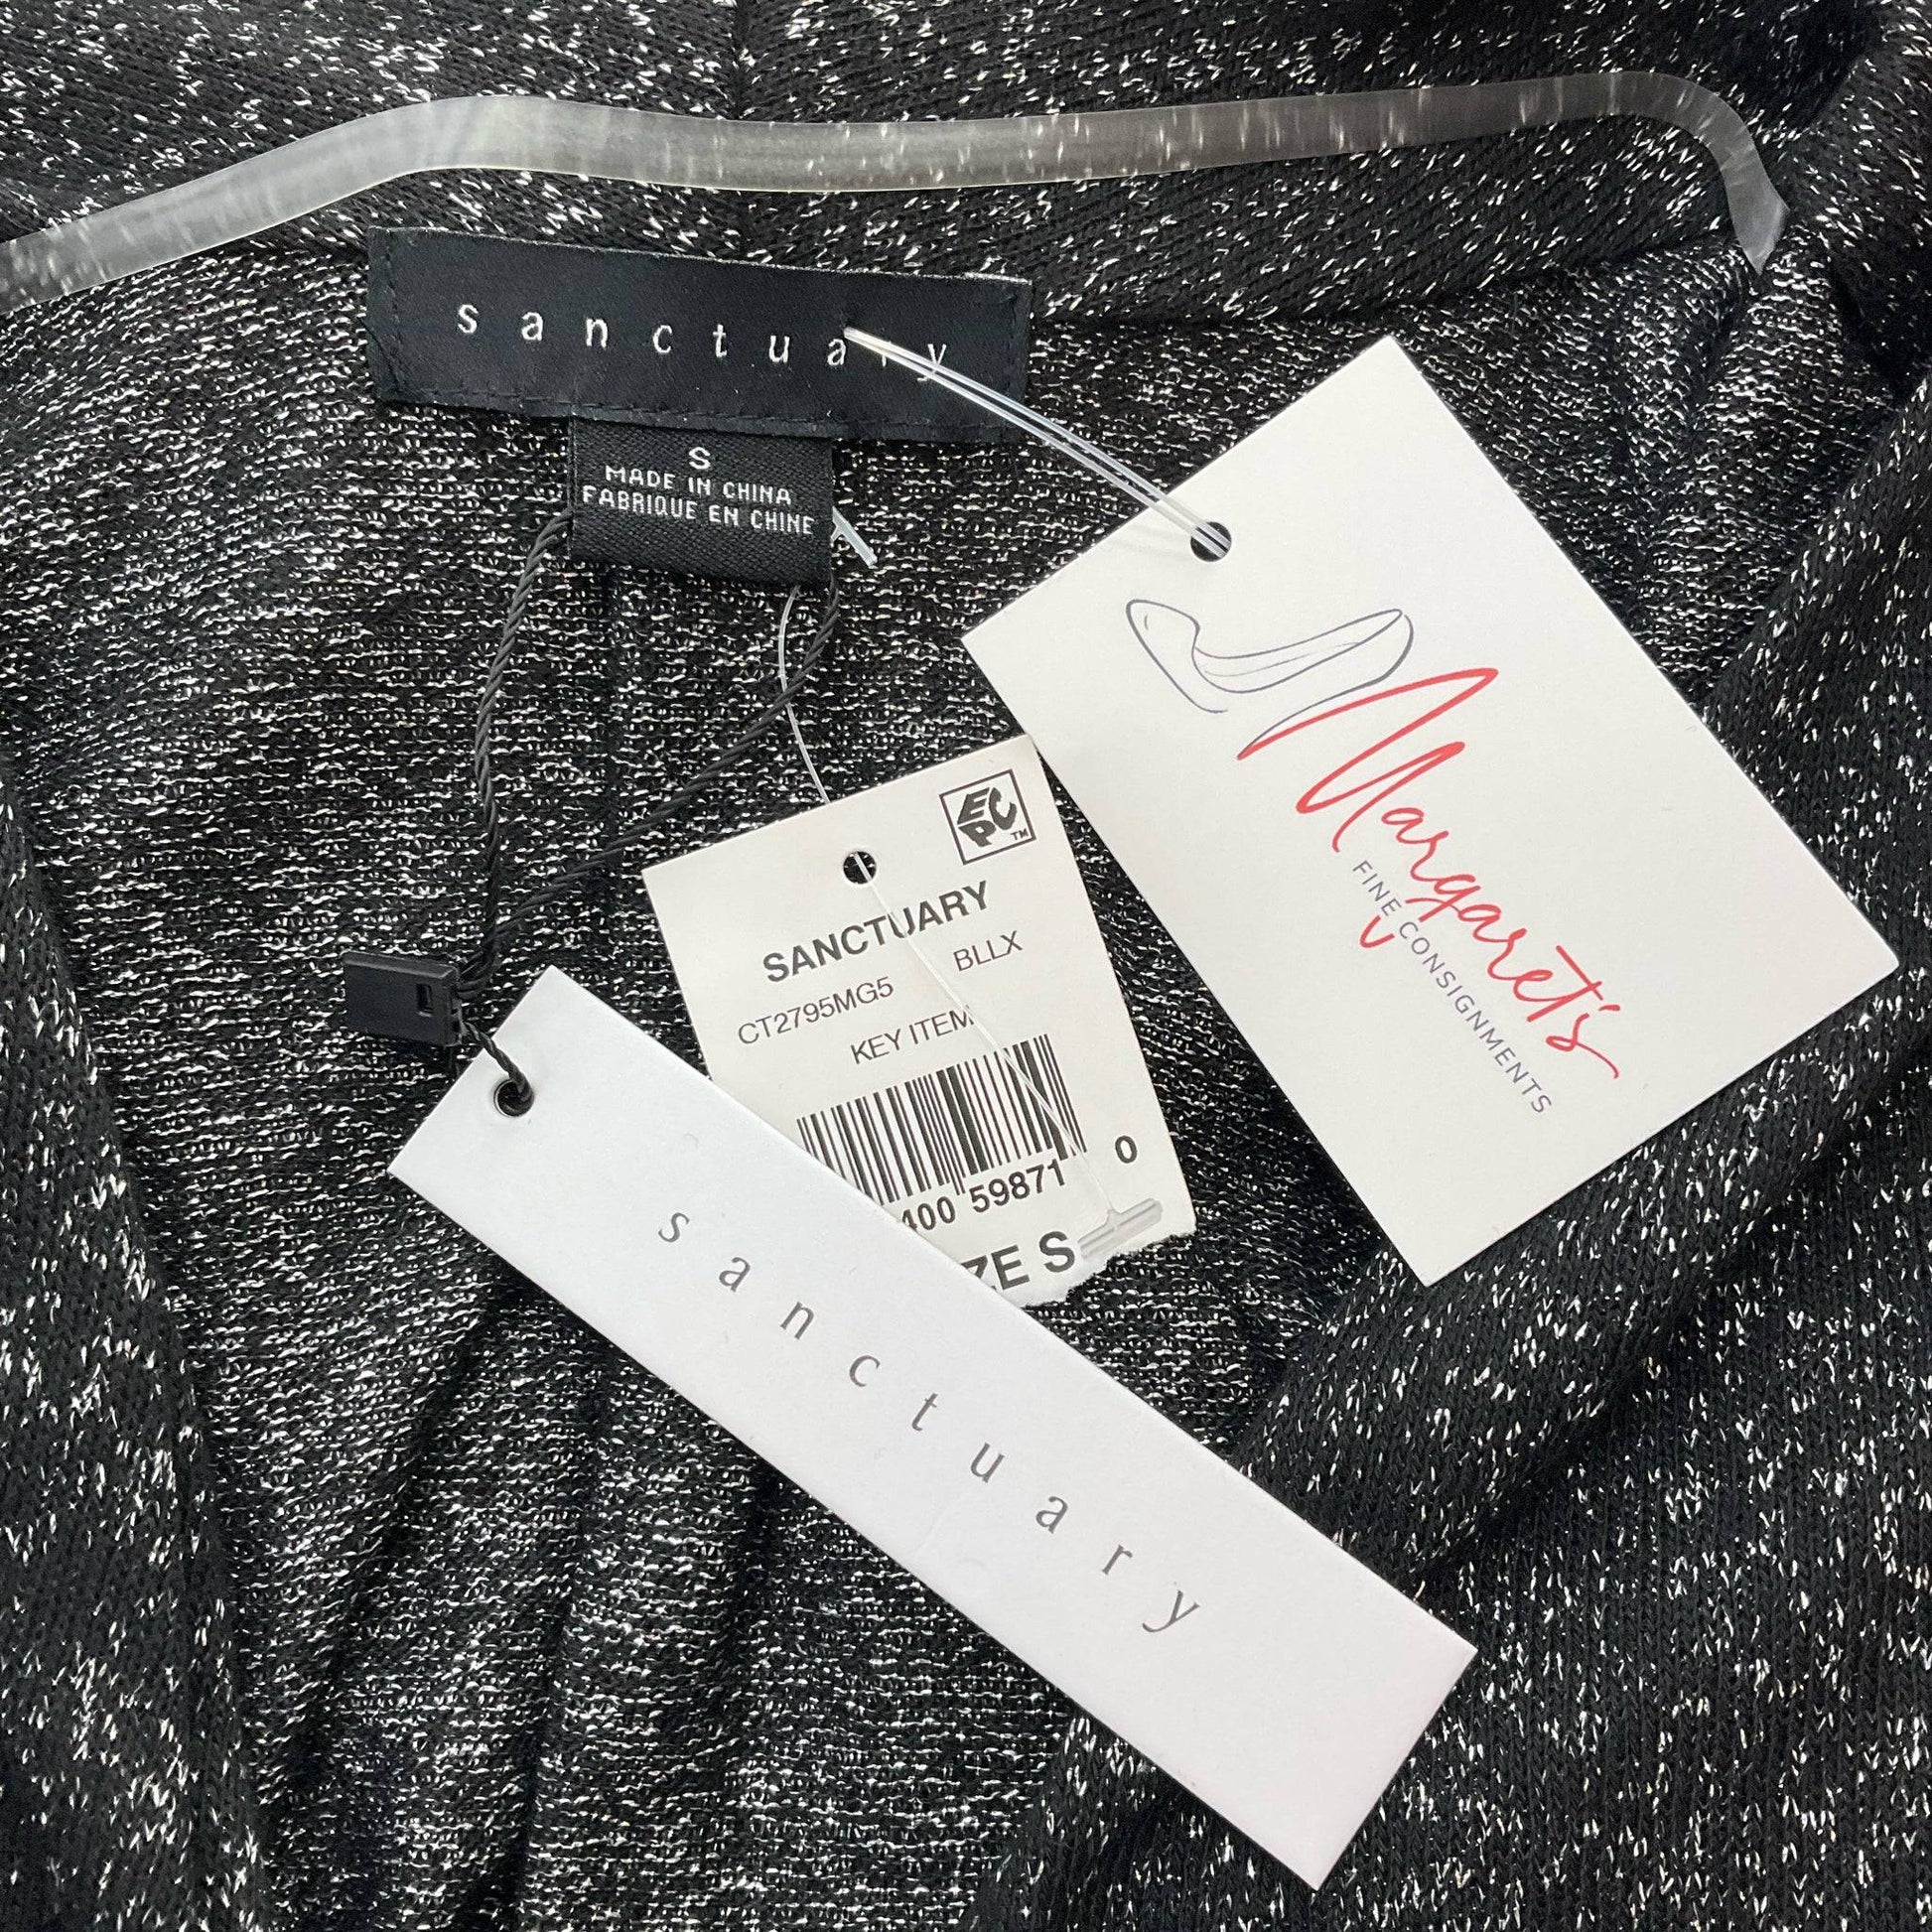 sanctuary
S
MADE IN CHINA
FABRIQUE EN CHINE
Margaret's
FINE CONSIGNMENTS
EPC™
SANCTUARY
CT2795MG5 BLLX
KEY ITEM
400 59871 0
S
sanctuary